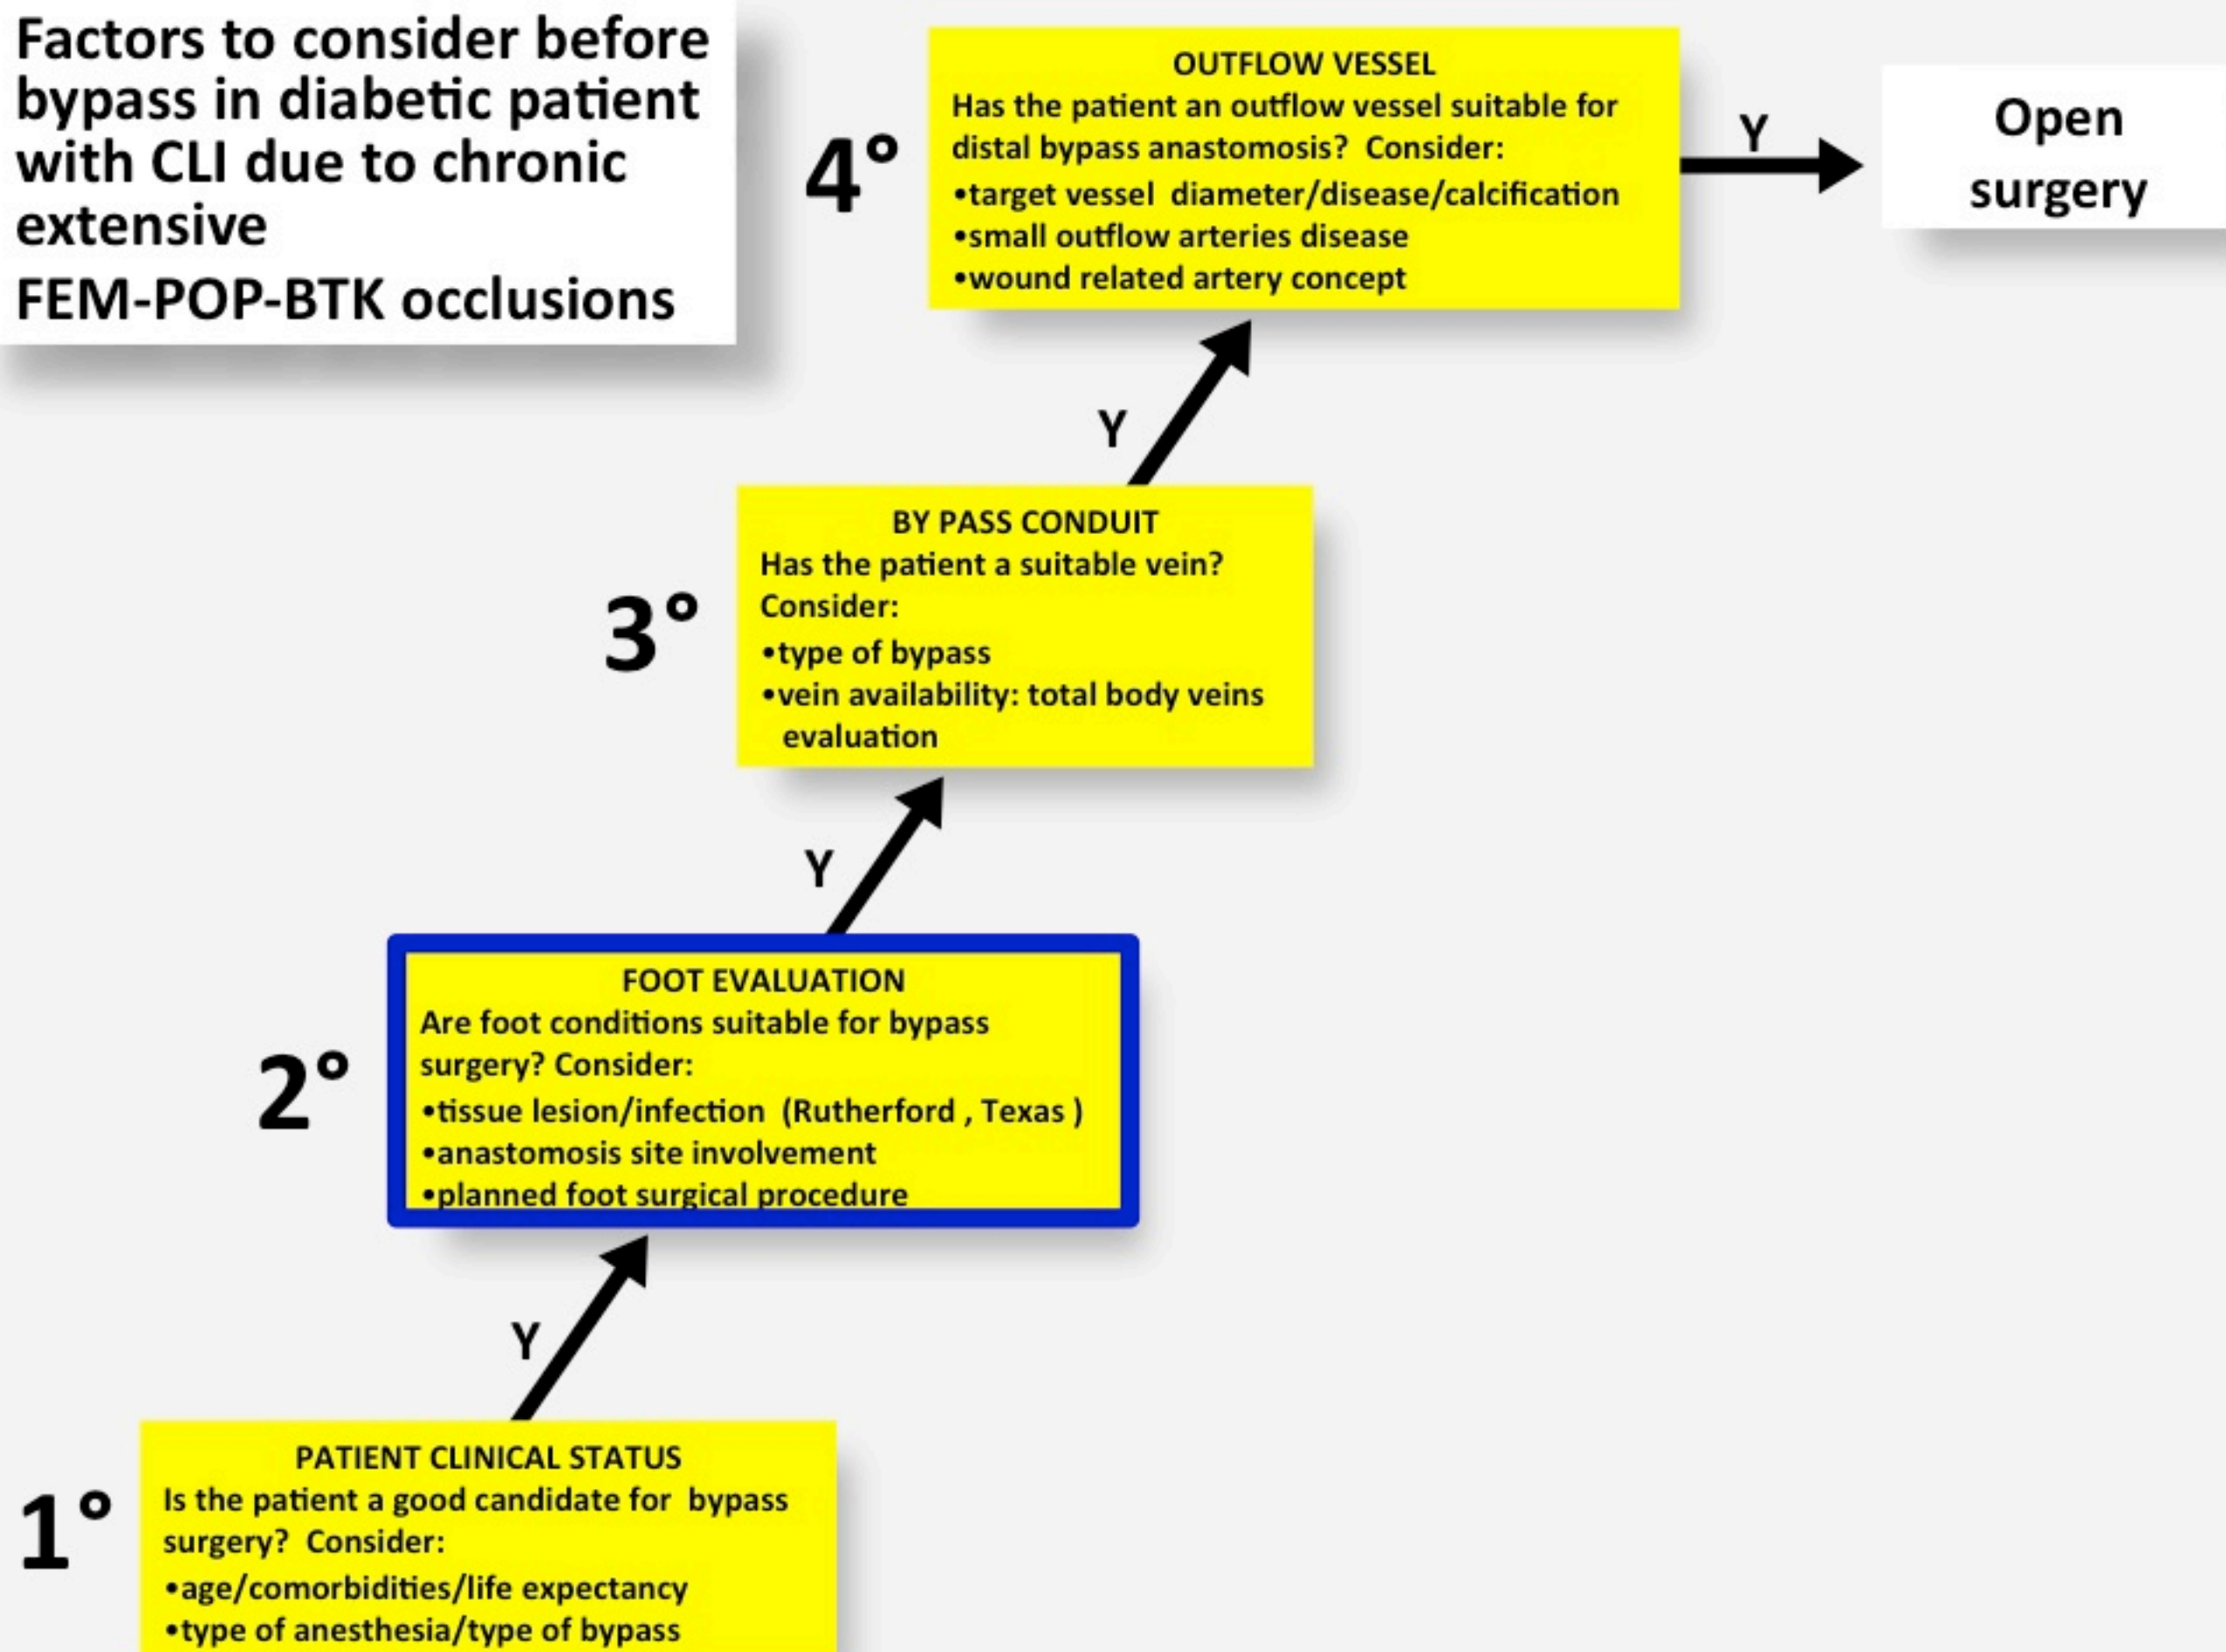 Factors to consider before
bypass in diabetic patient
with CLI due to chronic
extensive
FEM-POP-BTK occlusions
4°
OUTFLOW VESSEL
Has the patient an outflow vessel suitable for
distal bypass anastomosis?  Consider:
•target vessel  diameter/disease/calcification
•small outflow arteries disease
•wound related artery concept
Y
Open
surgery
Y
3°
BY PASS CONDUIT
Has the patient a suitable vein?
Consider:
•type of bypass
•vein availability: total body veins
evaluation
Y
2°
FOOT EVALUATION
Are foot conditions suitable for bypass
surgery? Consider:
•tissue lesion/infection  (Rutherford , Texas )
•anastomosis site involvement
•planned foot surgical procedure
Y
1°
PATIENT CLINICAL STATUS
Is the patient a good candidate for  bypass
surgery?  Consider:
•age/comorbidities/life expectancy
•type of anesthesia/type of bypass